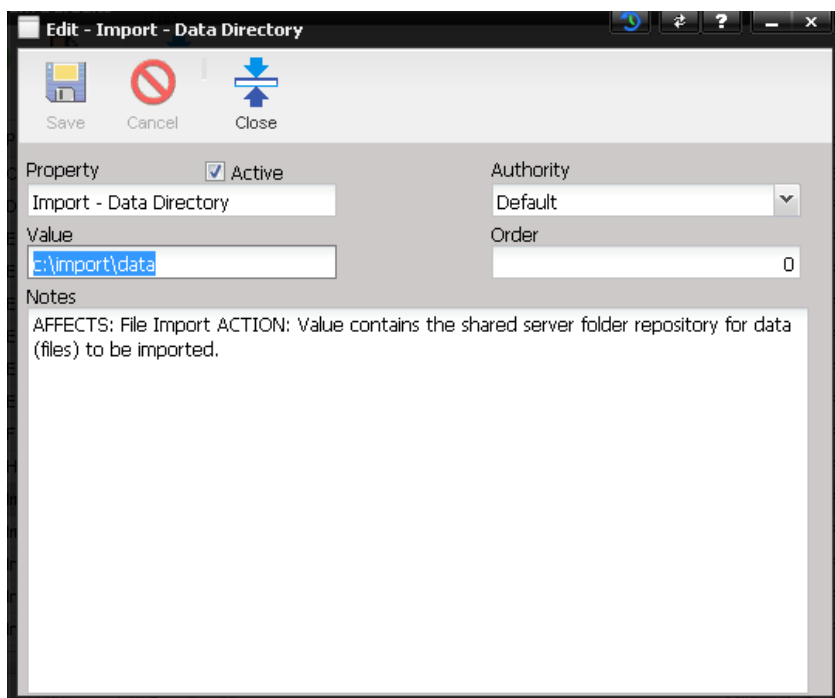 Edit - Import - Data Directory
?
Save Cancel Close
Property Active Authority
Import - Data Directory Default
Value Order
c:\import\data 0
Notes
AFFECTS: File Import ACTION: Value contains the shared server folder repository for data
(files) to be imported.